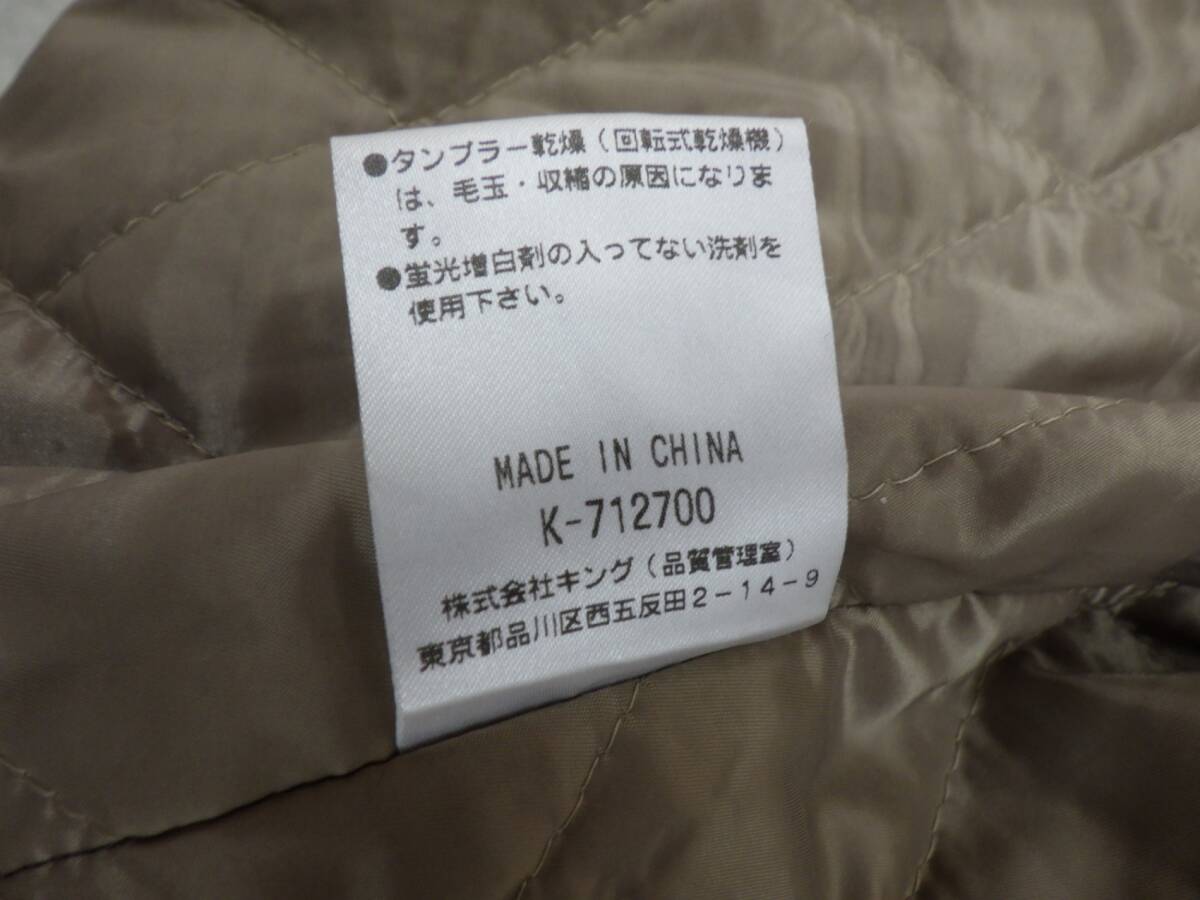 ●タンブラー乾燥（回転式乾燥機）
は、毛玉・収縮の原因になりま
す。
●蛍光増白剤の入ってない洗剤を
使用下さい。
MADE IN CHINA
K-712700
株式会社キング（品質管理室）
東京都品川区西五反田2−14−9